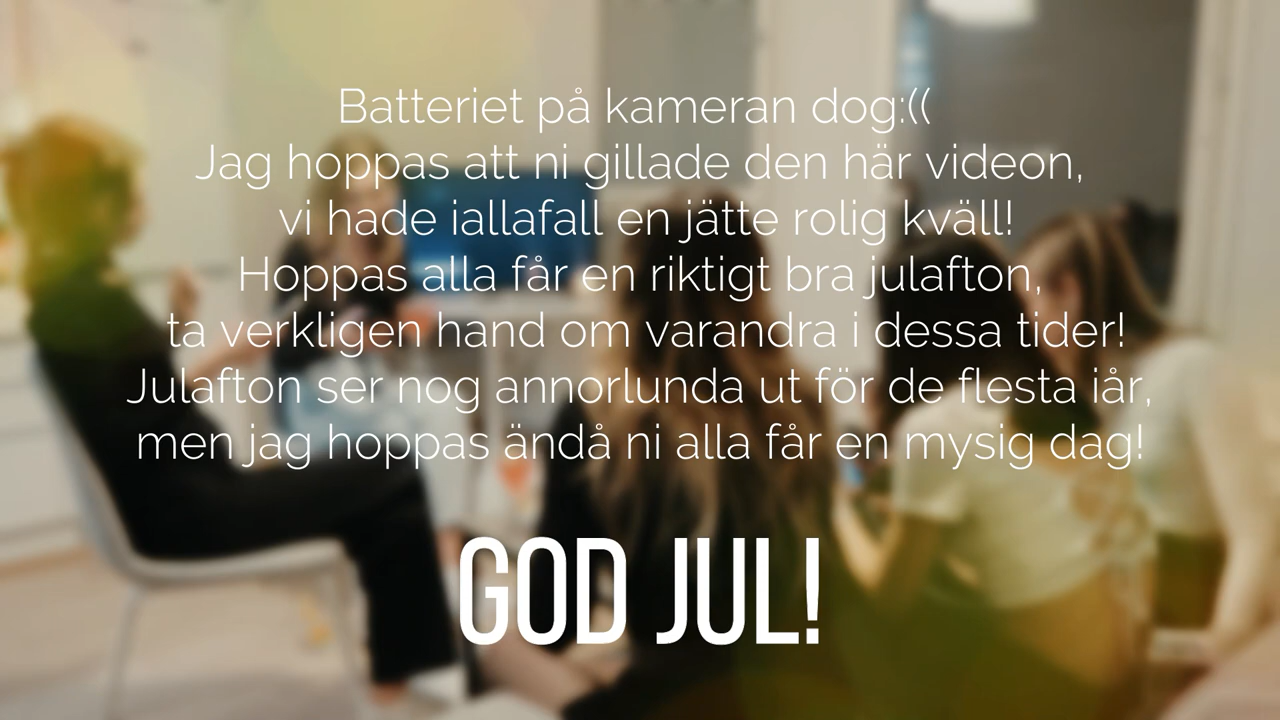 Batteriet på kameran dog:((
Jag hoppas att ni gillade den här videon,
vi hade iallafall en jätte rolig kväll!
Hoppas alla får en riktigt bra julafton,
ta verkligen hand om varandra i dessa tider!
Julafton ser nog annorlunda ut för de flesta iår,
men jag hoppas ändå ni alla får en mysig dag!
GOD JUL!